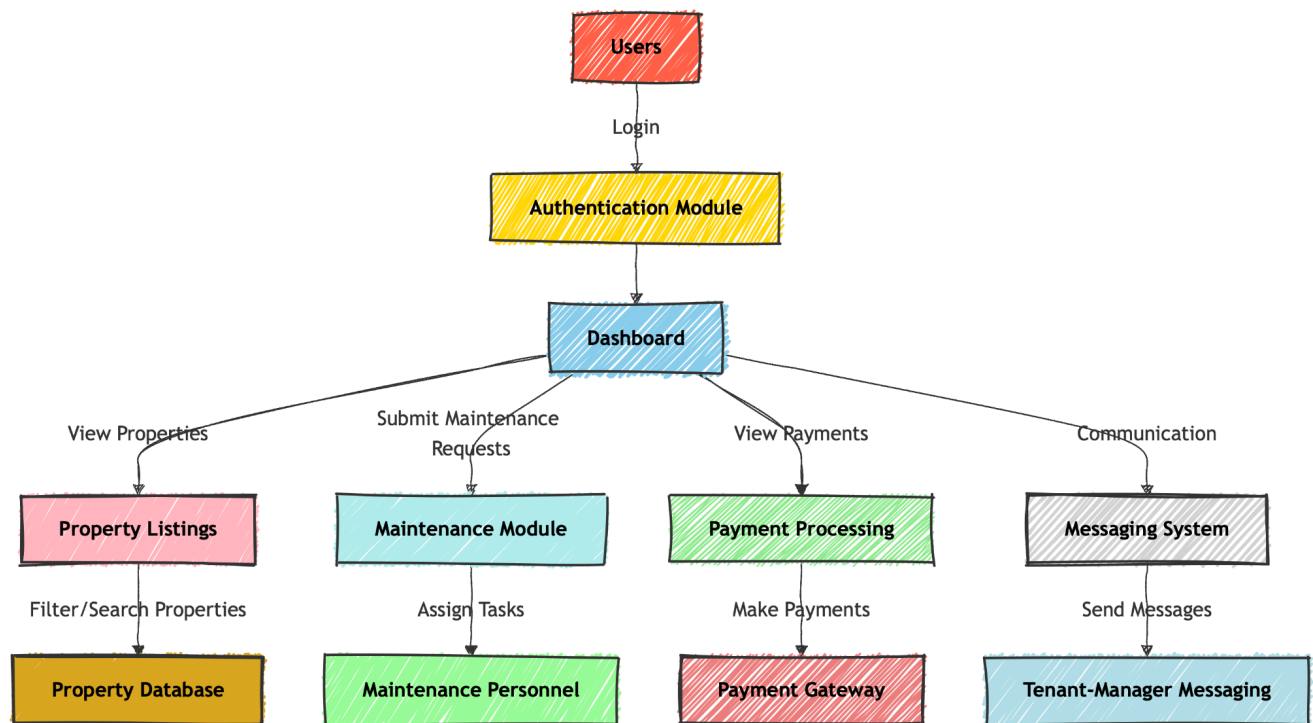 Users
Login
Authentication Module
Dashboard
View Properties
Submit Maintenance
Requests
View Payments
Communication
Property Listings
Maintenance Module
Payment Processing
Messaging System
Filter/Search Properties
Assign Tasks
Make Payments
Send Messages
Property Database
Maintenance Personnel
Payment Gateway
Tenant-Manager Messaging